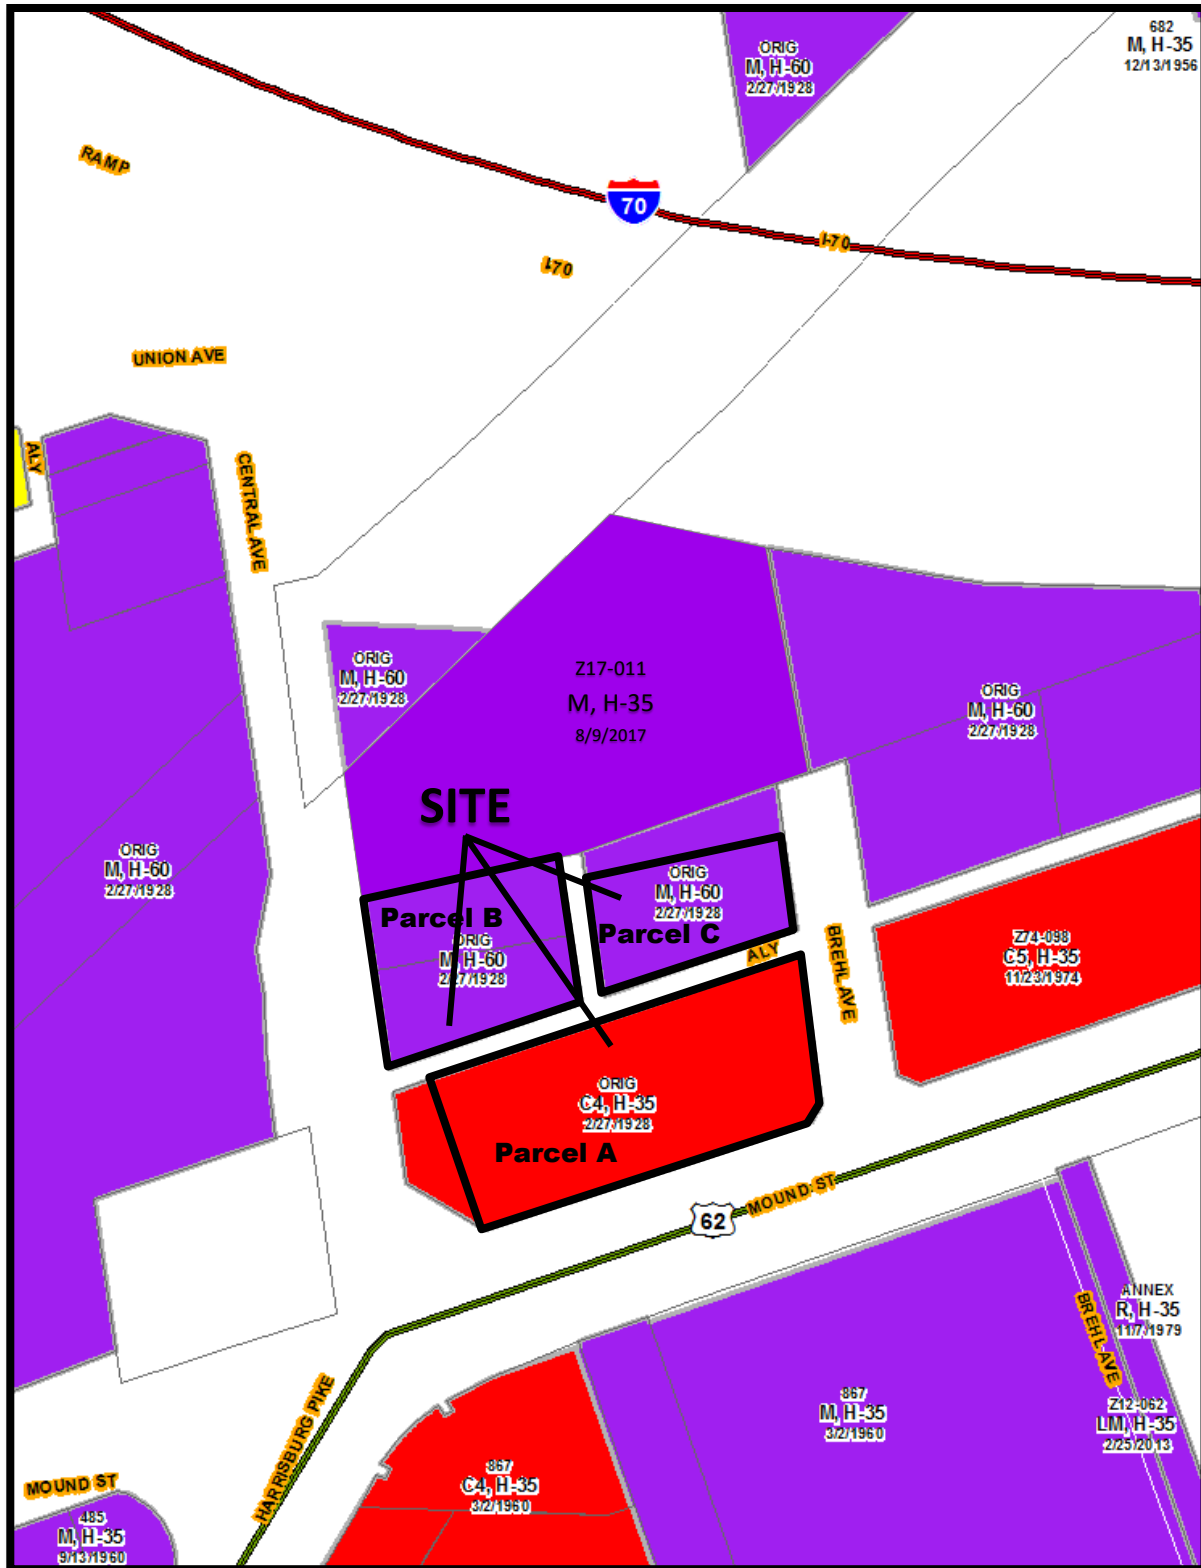 682
M, H-35
12/13/1956
ORIG
M, H-60
2/27/1928
RAMP
70
I-70
I-70
UNION AVE
ALY
CENTRAL AVE
ORIG
M, H-60
2/27/1928
Z17-011
M, H-35
8/9/2017
ORIG
M, H-60
2/27/1928
SITE
ORIG
M, H-60
2/27/1928
ORIG
M, H-60
2/27/1928
Parcel C
Parcel B
ORIG
M, H-60
2/27/1928
ALY
BREHL AVE
Z74-098
C5, H-35
11/23/1974
ORIG
C4, H-35
2/27/1928
Parcel A
MOUND ST
62
ANNEX
R, H-35
11/7/1979
BREHL AVE
Z12-062
LM, H-35
2/25/2013
867
M, H-35
3/2/1960
HARRISBURG PIKE
867
C4, H-35
3/2/1960
MOUND ST
485
M, H-35
9/13/1960